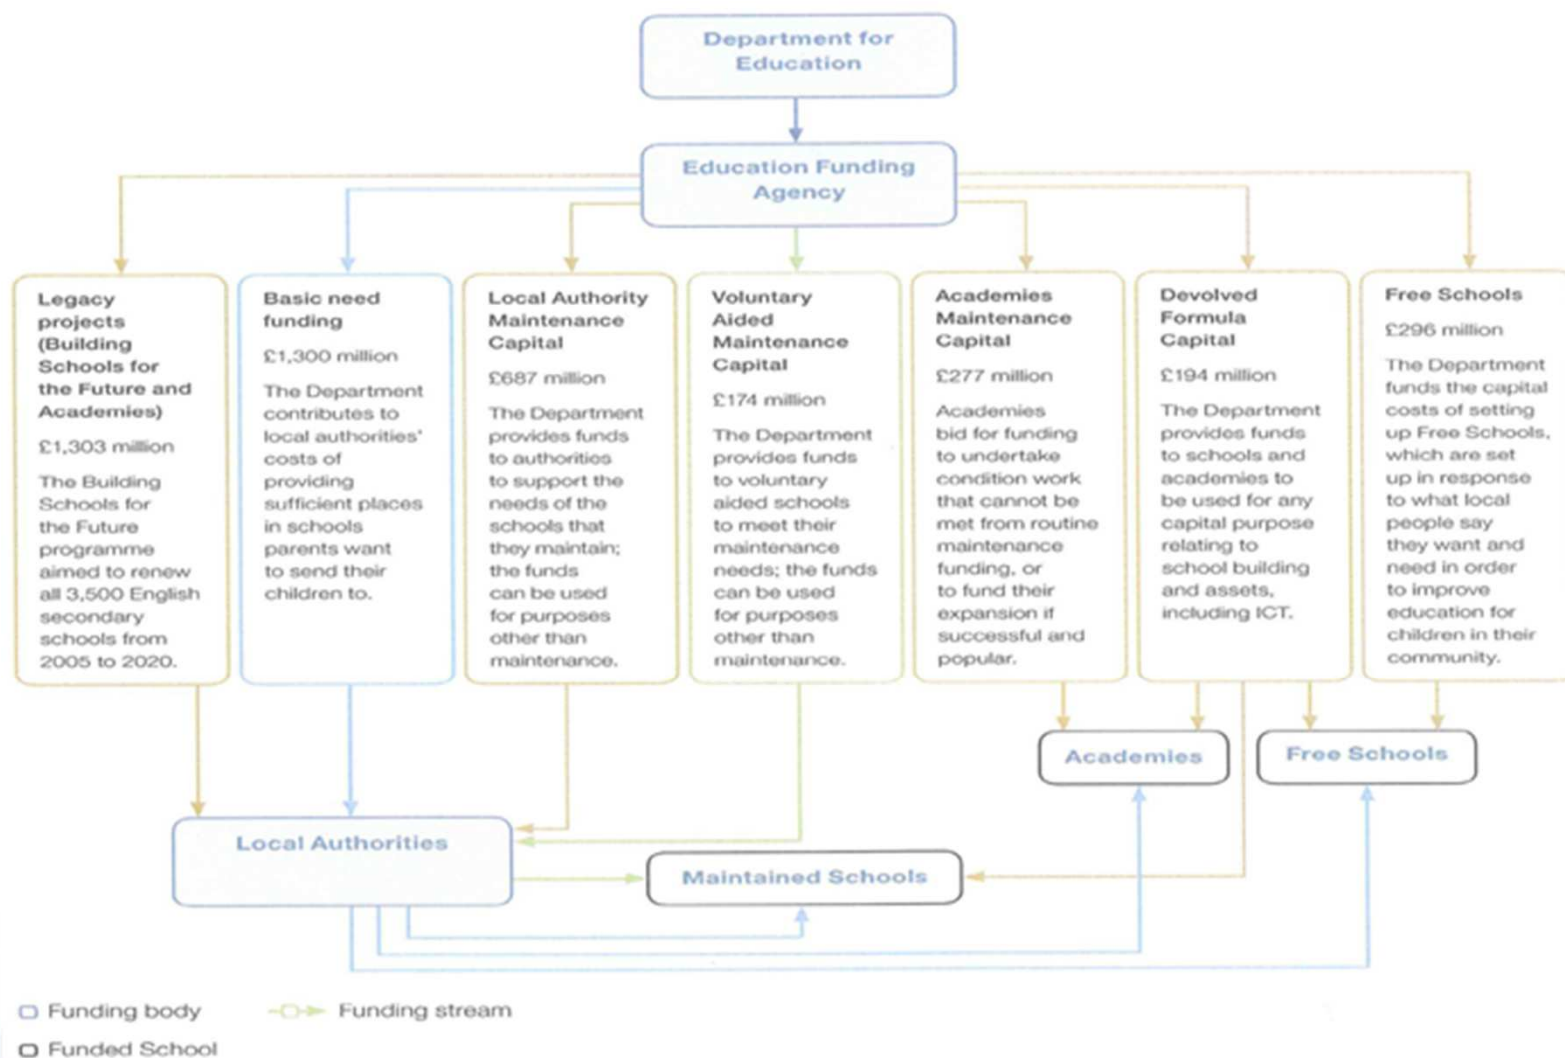 Department for
Education
Education Funding
Agency
Legacy
projects
(Building
Schools for
the Future and
Academies)
£1,303 million
The Building
Schools for
the Future
programme
aimed to renew
all 3,500 English
secondary
schools from
2005 to 2020.
Basic need
funding
£1,300 million
The Department
contributes to
local authorities'
costs of
providing
sufficient places
in schools
parents want
to send their
children to.
Local Authority
Maintenance
Capital
£687 million
The Department
provides funds
to authorities
to support the
needs of the
schools that
they maintain;
the funds
can be used
for purposes
other than
maintenance.
Voluntary
Aided
Maintenance
Capital
£174 million
The Department
provides funds
to voluntary
aided schools
to meet their
maintenance
needs; the funds
can be used
for purposes
other than
maintenance.
Academies
Maintenance
Capital
£277 million
Academies
bid for funding
to undertake
condition work
that cannot be
met from routine
maintenance
funding, or
to fund their
expansion if
successful and
popular.
Devolved
Formula
Capital
£194 million
The Department
provides funds
to schools and
academies to
be used for any
capital purpose
relating to
school building
and assets,
including ICT.
Free Schools
£296 million
The Department
funds the capital
costs of setting
up Free Schools,
which are set
up in response
to what local
people say
they want and
need in order
to improve
education for
children in their
community.
Academies
Free Schools
Local Authorities
Maintained Schools
Funding body
Funding stream
Funded School